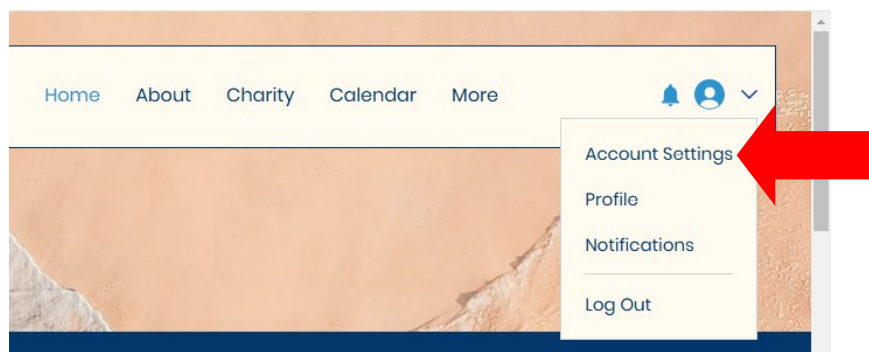 Home About Charity Calendar More
Account Settings
Profile
Notifications
Log Out